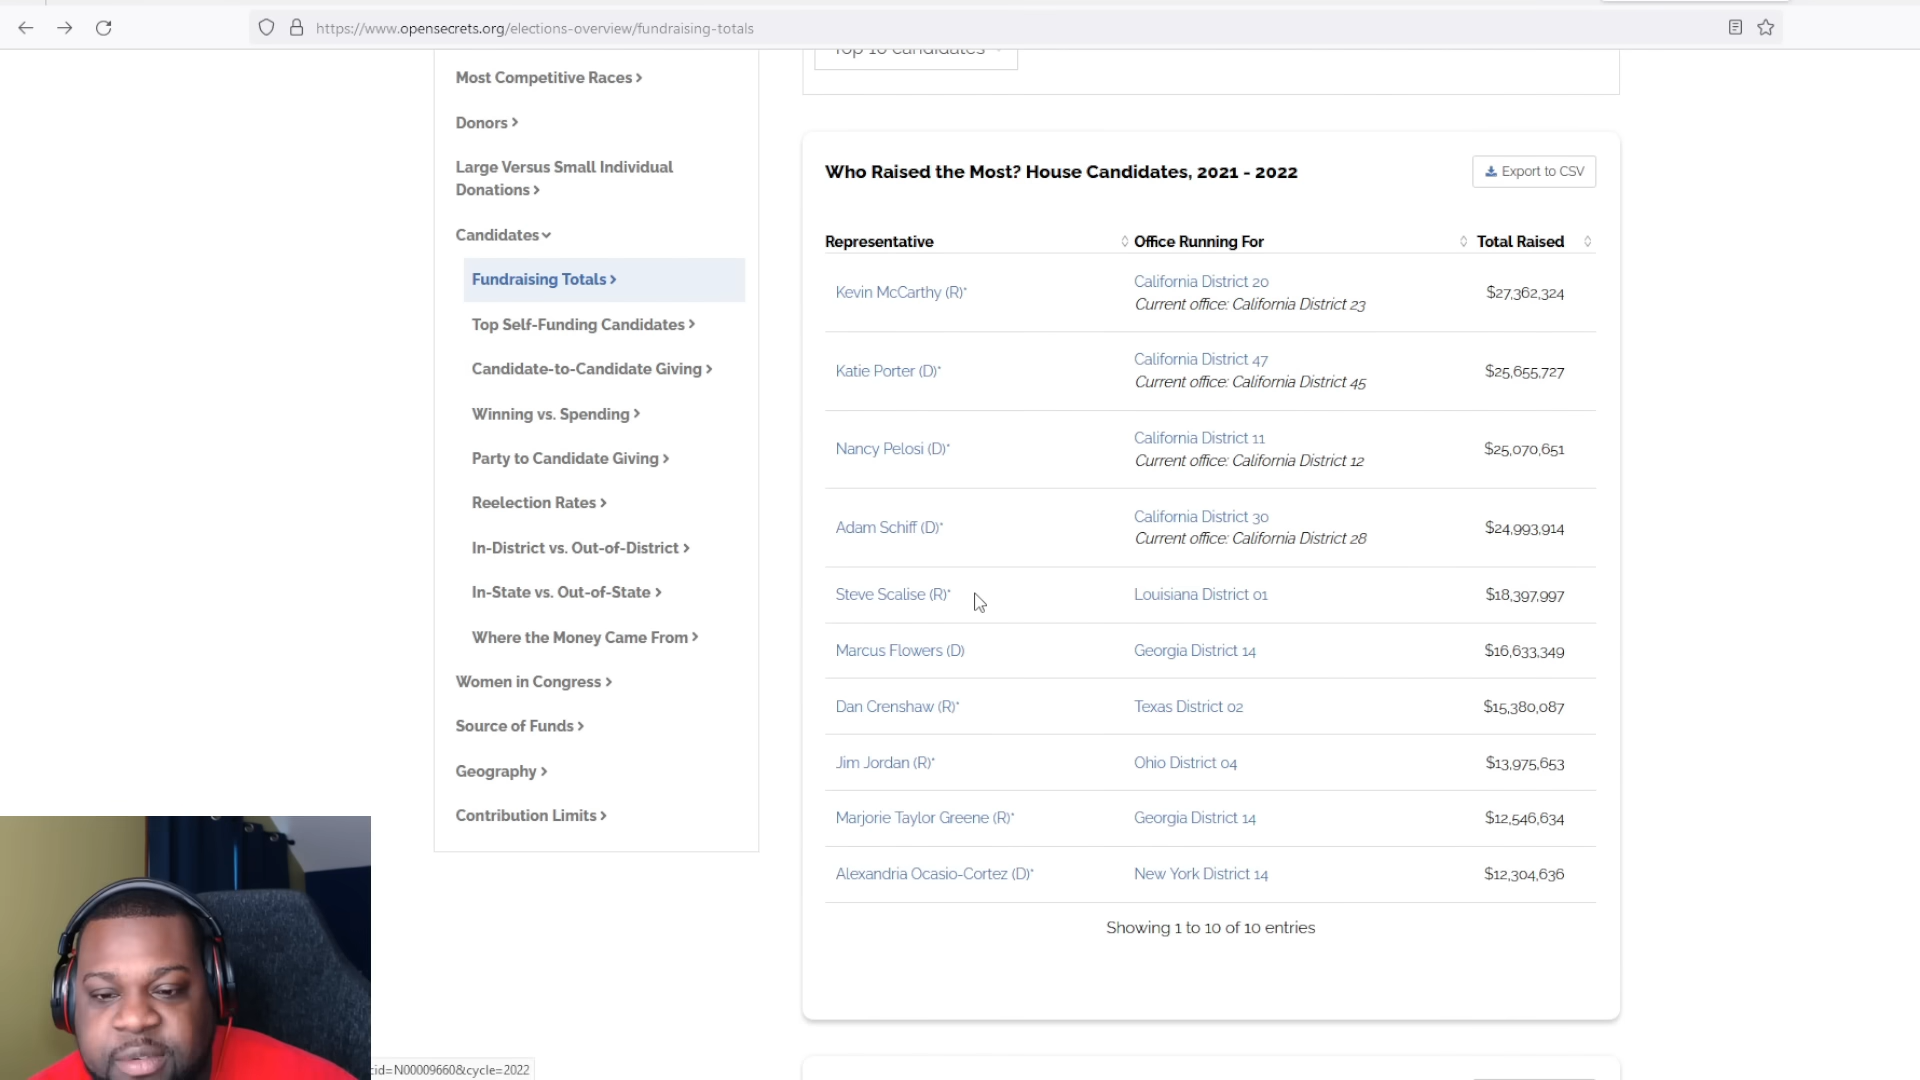 https://www.opensecrets.org/elections-overview/fundraising-totals
Top 10 candidates
Most Competitive Races
Donors
Large Versus Small Individual
Donations
Candidates
Fundraising Totals
Top Self-Funding Candidates
Candidate-to-Candidate Giving
Winning vs. Spending
Party to Candidate Giving
Reelection Rates
In-District vs. Out-of-District
In-State vs. Out-of-State
Where the Money Came From
Women in Congress
Source of Funds
Geography
Contribution Limits
Who Raised the Most? House Candidates, 2021 - 2022
Export to CSV
Representative Office Running For Total Raised
Kevin McCarthy (R)* California District 20 $27,362,324
Current office: California District 23
Katie Porter (D)* California District 47 $25,655,727
Current office: California District 45
Nancy Pelosi (D)* California District 11 $25,070,651
Current office: California District 12
Adam Schiff (D)* California District 30 $24,993,914
Current office: California District 28
Steve Scalise (R)* Louisiana District 01 $18,397,997
Marcus Flowers (D) Georgia District 14 $16,633,349
Dan Crenshaw (R)* Texas District 02 $15,380,087
Jim Jordan (R)* Ohio District 04 $13,975,653
Marjorie Taylor Greene (R)* Georgia District 14 $12,546,634
Alexandria Ocasio-Cortez (D)* New York District 14 $12,304,636
Showing 1 to 10 of 10 entries
cid=N00009660&cycle=2022